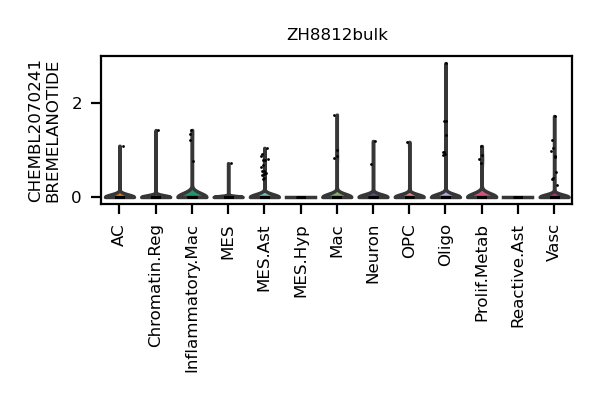 ZH8812bulk
CHEMBL2070241
BREMELANOTIDE
2
0
AC
Chromatin.Reg
Inflammatory.Mac
MES
MES.Ast
MES.Hyp
Mac
Neuron
OPC
Oligo
Prolif.Metab
Reactive.Ast
Vasc